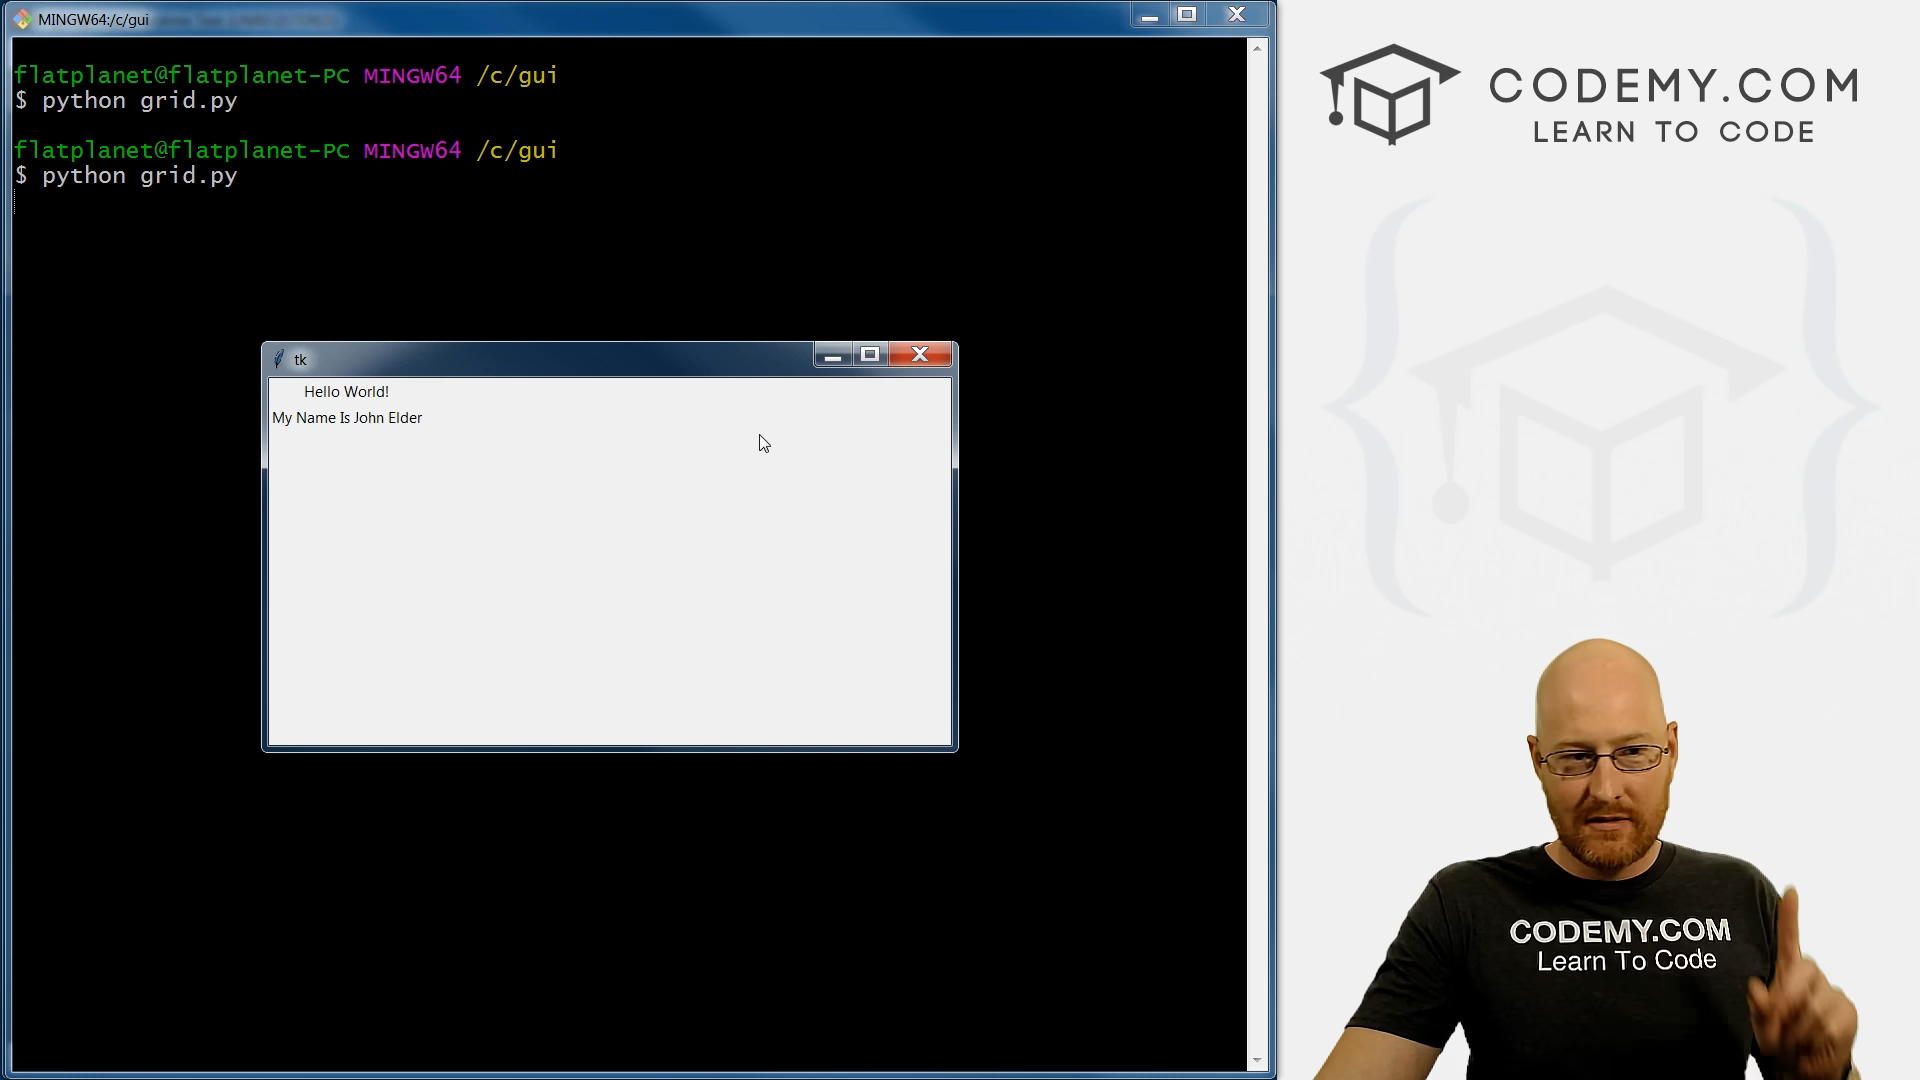 MINGW64:/c/gui
flatplanet@flatplanet-PC MINGW64 /c/gui
$ python grid.py
flatplanet@flatplanet-PC MINGW64 /c/gui
$ python grid.py
tk
Hello World!
My Name Is John Elder
CODEMY.COM
LEARN TO CODE
CODEMY.COM
Learn To Code